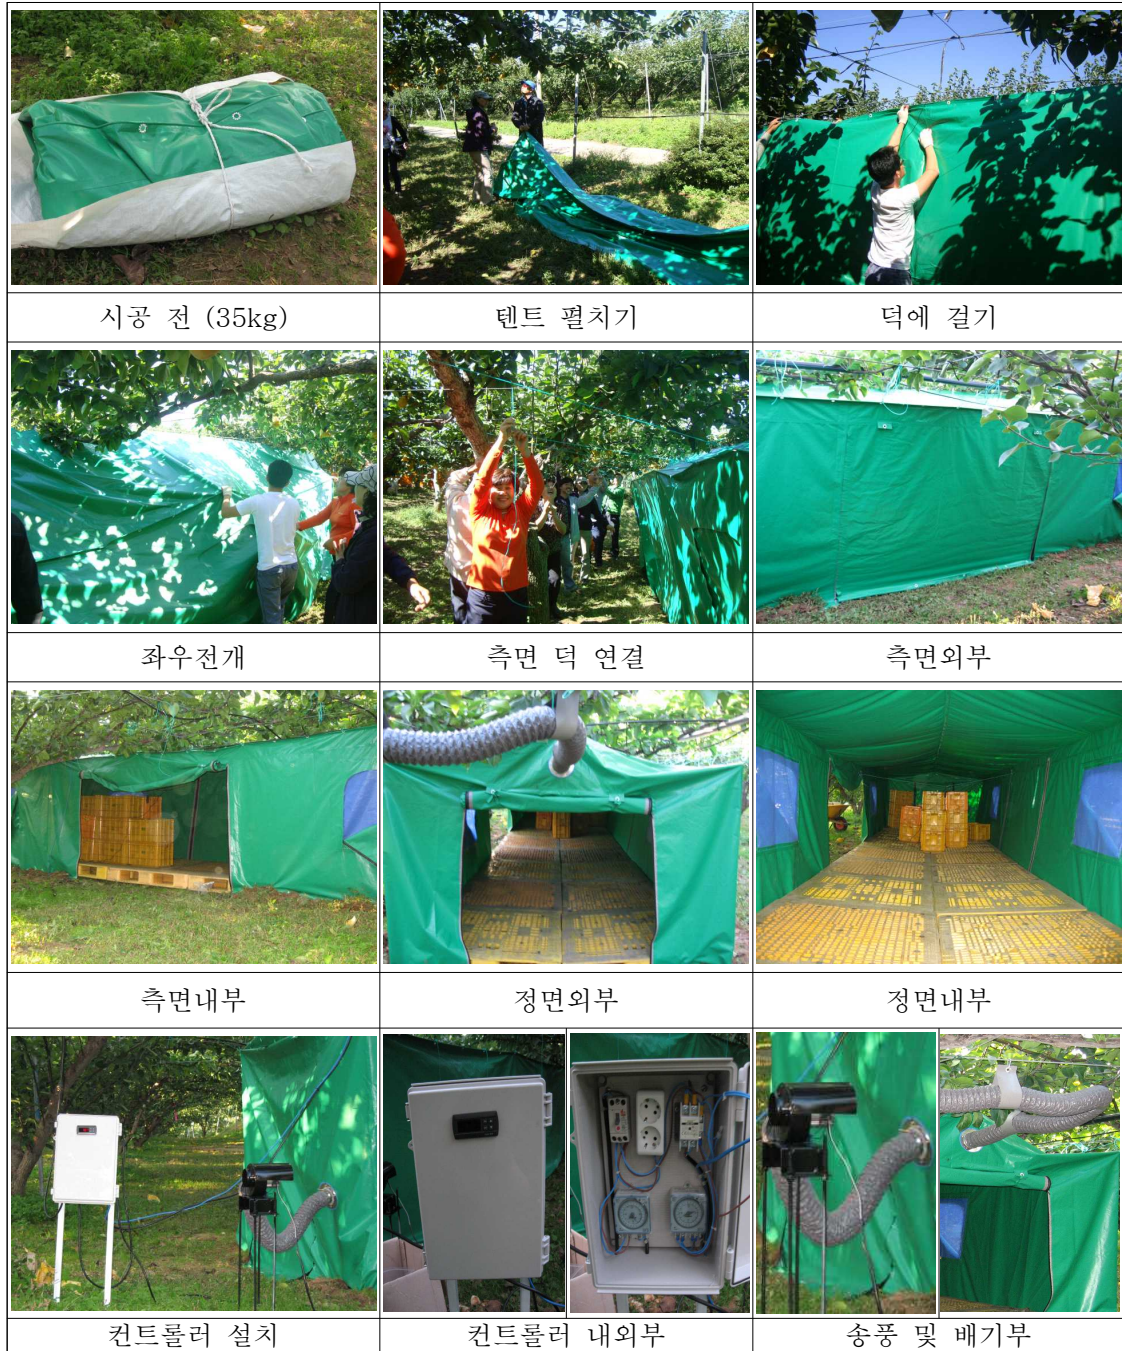 시공 전 (35kg)
텐트 펼치기
덕에 걸기
좌우전개
측면 덕 연결
측면외부
측면내부
정면외부
정면내부
컨트롤러 설치
컨트롤러 내외부
송풍 및 배기부